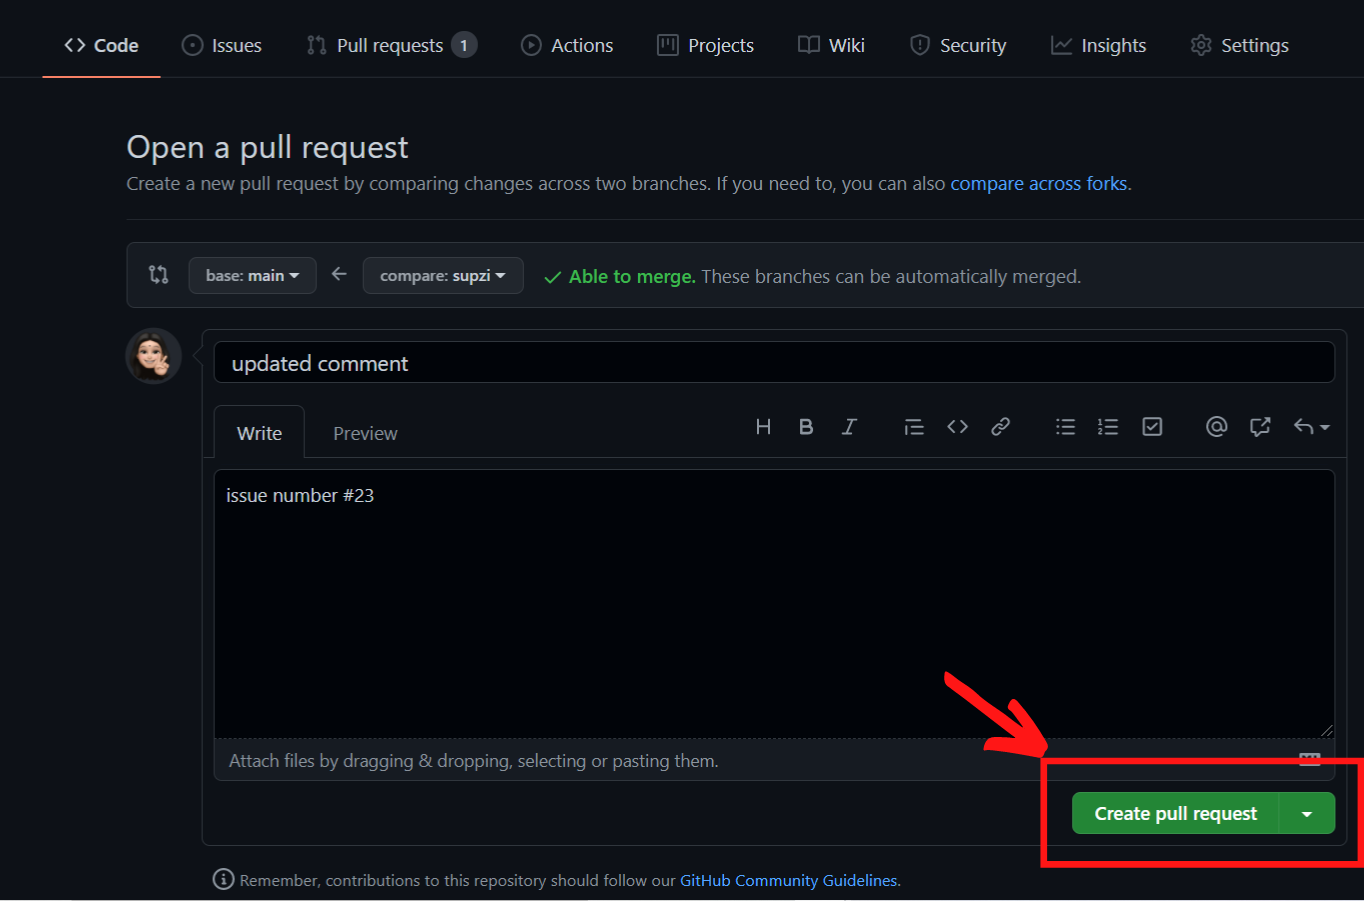 Code Issues Pull requests 1 Actions Projects Wiki Security Insights Settings
Open a pull request
Create a new pull request by comparing changes across two branches. If you need to, you can also compare across forks.
base: main compare: supzi Able to merge. These branches can be automatically merged.
updated comment
Write Preview
issue number #23
Attach files by dragging & dropping, selecting or pasting them.
Create pull request
Remember, contributions to this repository should follow our GitHub Community Guidelines.